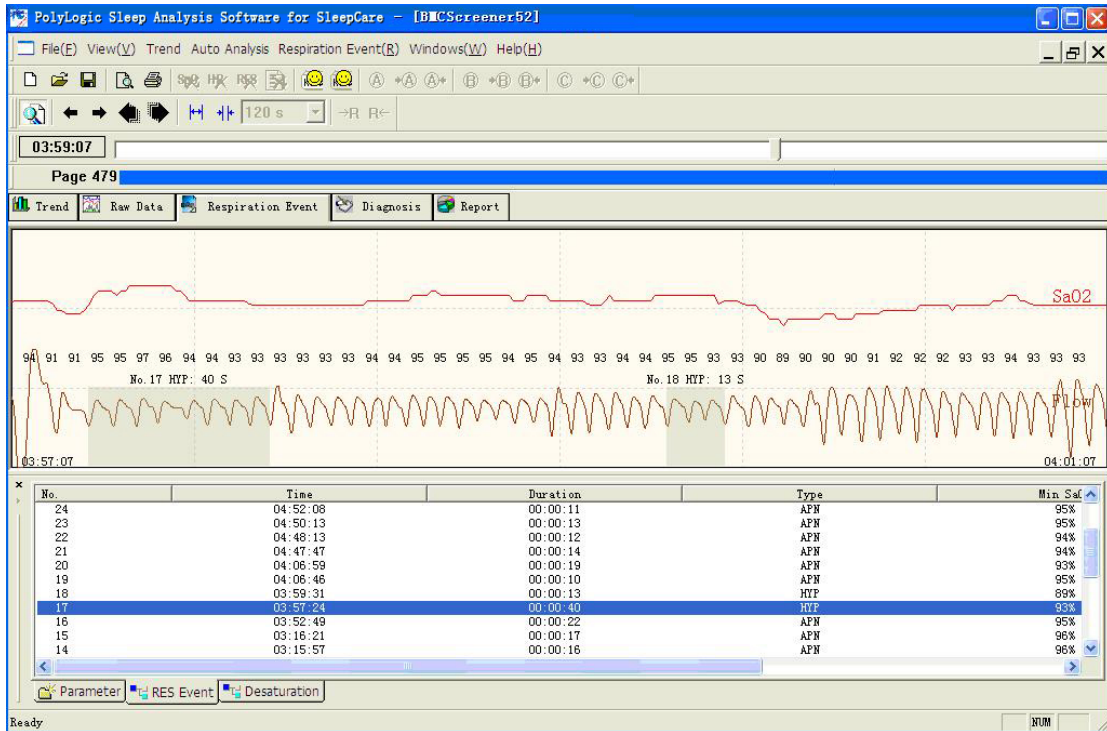 PolyLogic Sleep Analysis Software for SleepCare - [BMCScreener52]
File(F) View(V) Trend Auto Analysis Respiration Event(R) Windows(W) Help(H)
120 s →R R←
03:59:07
Page 479
Trend Raw Data Respiration Event Diagnosis Report
SaO2
94 91 91 95 95 97 96 94 94 93 93 93 93 93 93 94 94 95 95 95 95 94 95 94 93 94 93 94 95 95 93 93 90 89 90 90 90 91 92 92 92 93 93 94 93 93 93
No.17 HYP: 40 S No.18 HYP: 13 S
Flow
03:57:07 04:01:07
No. Time Duration Type Min SaO
24 04:52:08 00:00:11 APN 95%
23 04:50:13 00:00:13 APN 95%
22 04:48:13 00:00:12 APN 94%
21 04:47:47 00:00:14 APN 94%
20 04:06:59 00:00:19 APN 93%
19 04:06:46 00:00:10 APN 95%
18 03:59:31 00:00:13 HYP 89%
17 03:57:24 00:00:40 HYP 93%
16 03:52:49 00:00:22 APN 95%
15 03:16:21 00:00:17 APN 96%
14 03:15:57 00:00:16 APN 96%
Parameter RES Event Desaturation
Ready NUM